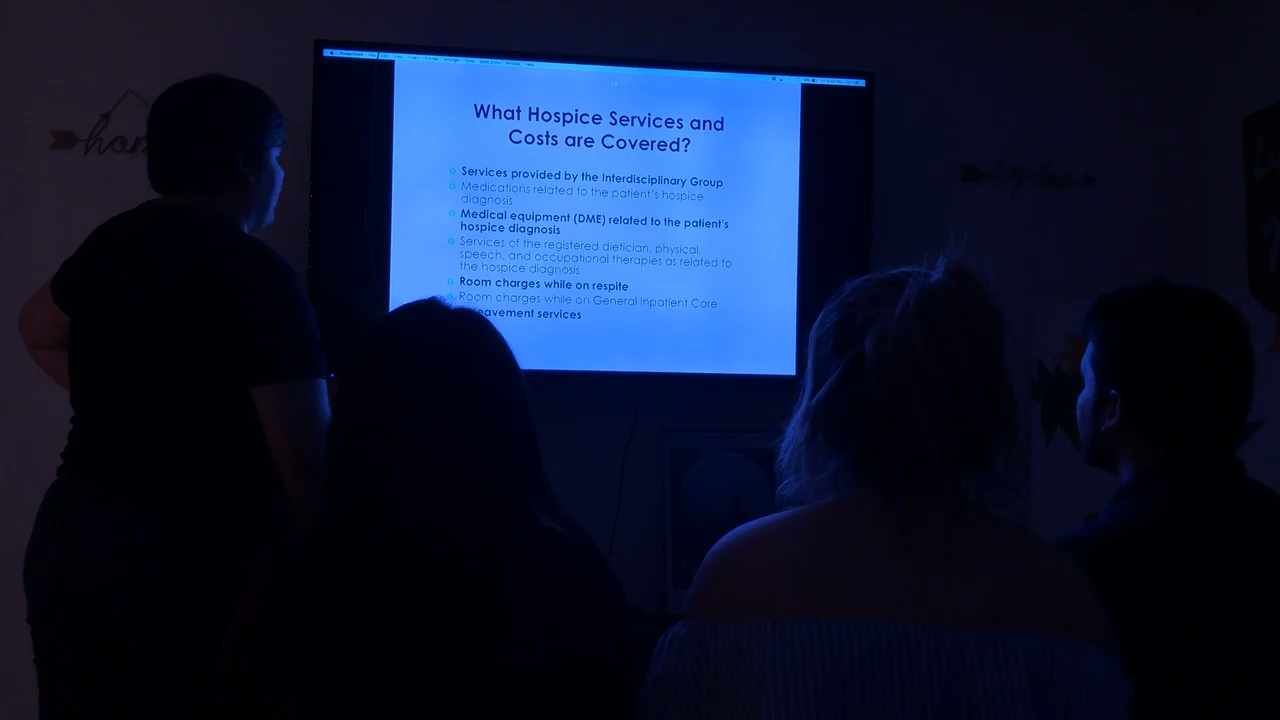 19
What Hospice Services and
Costs are Covered?
Services provided by the Interdisciplinary Group
Medications related to the patient's hospice
diagnosis
Medical equipment (DME) related to the patient's
hospice diagnosis
Services of the registered dietician, physical,
speech, and occupational therapies as related to
the hospice diagnosis
Room charges while on respite
Room charges while on General Inpatient Care
eavement services